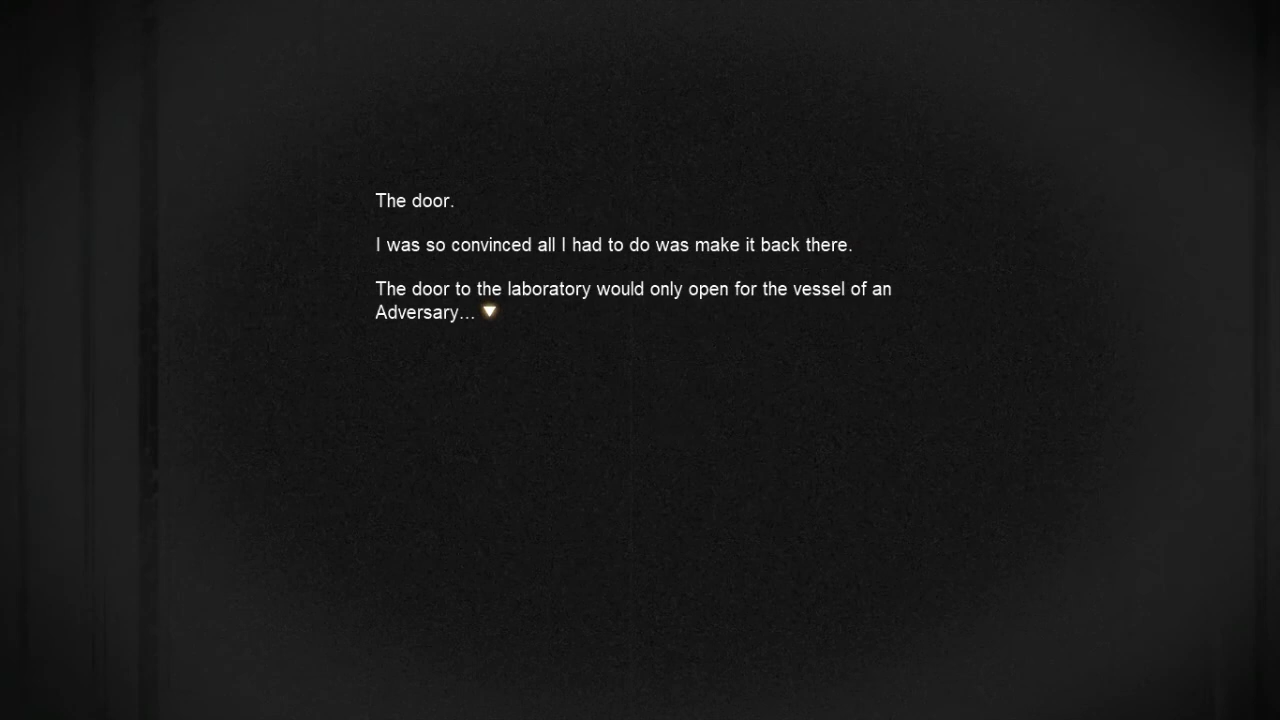 The door.
I was so convinced all I had to do was make it back there.
The door to the laboratory would only open for the vessel of an
Adversary...